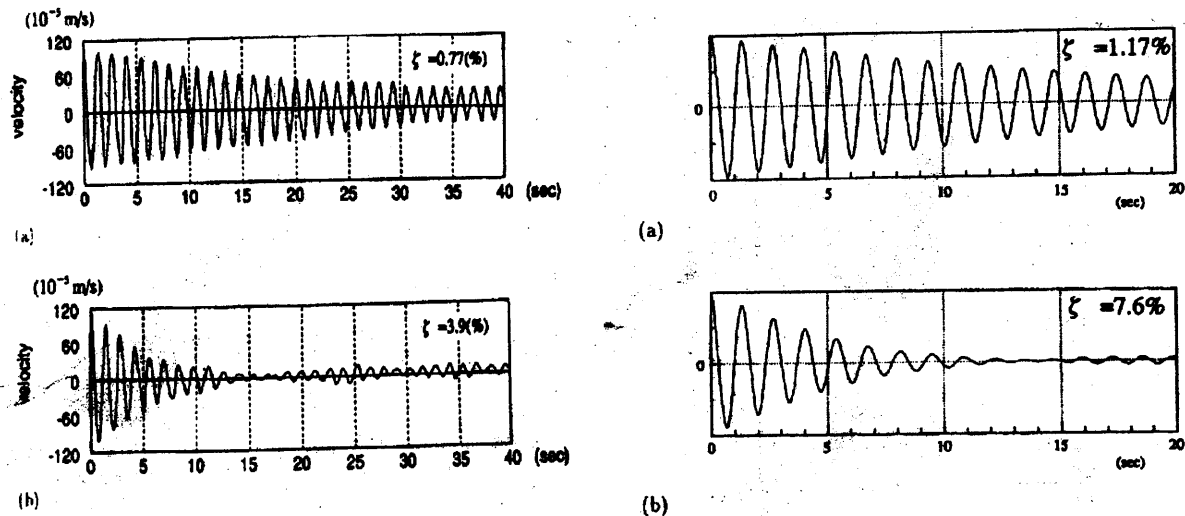 (10⁻⁵ m/s)
120
60
0
-60
-120
velocity
ζ =0.77(%)
0 5 10 15 20 25 30 35 40 (sec)
(a)
(10⁻⁵ m/s)
120
60
0
-60
-120
velocity
ζ =3.9(%)
0 5 10 15 20 25 30 35 40 (sec)
(b)
ζ =1.17%
0
0 5 10 15 20
(sec)
(a)
ζ =7.6%
0
0 5 10 15 20
(sec)
(b)